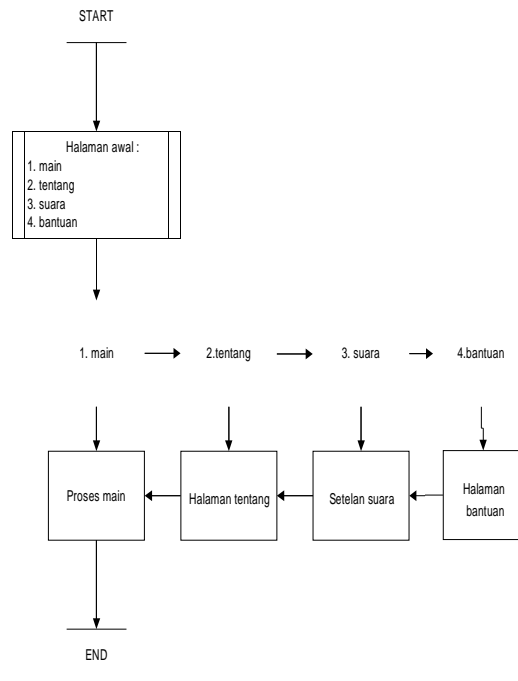 START
Halaman awal :
1. main
2. tentang
3. suara
4. bantuan
1. main
2.tentang
3. suara
4.bantuan
Proses main
Halaman tentang
Setelan suara
Halaman
bantuan
END